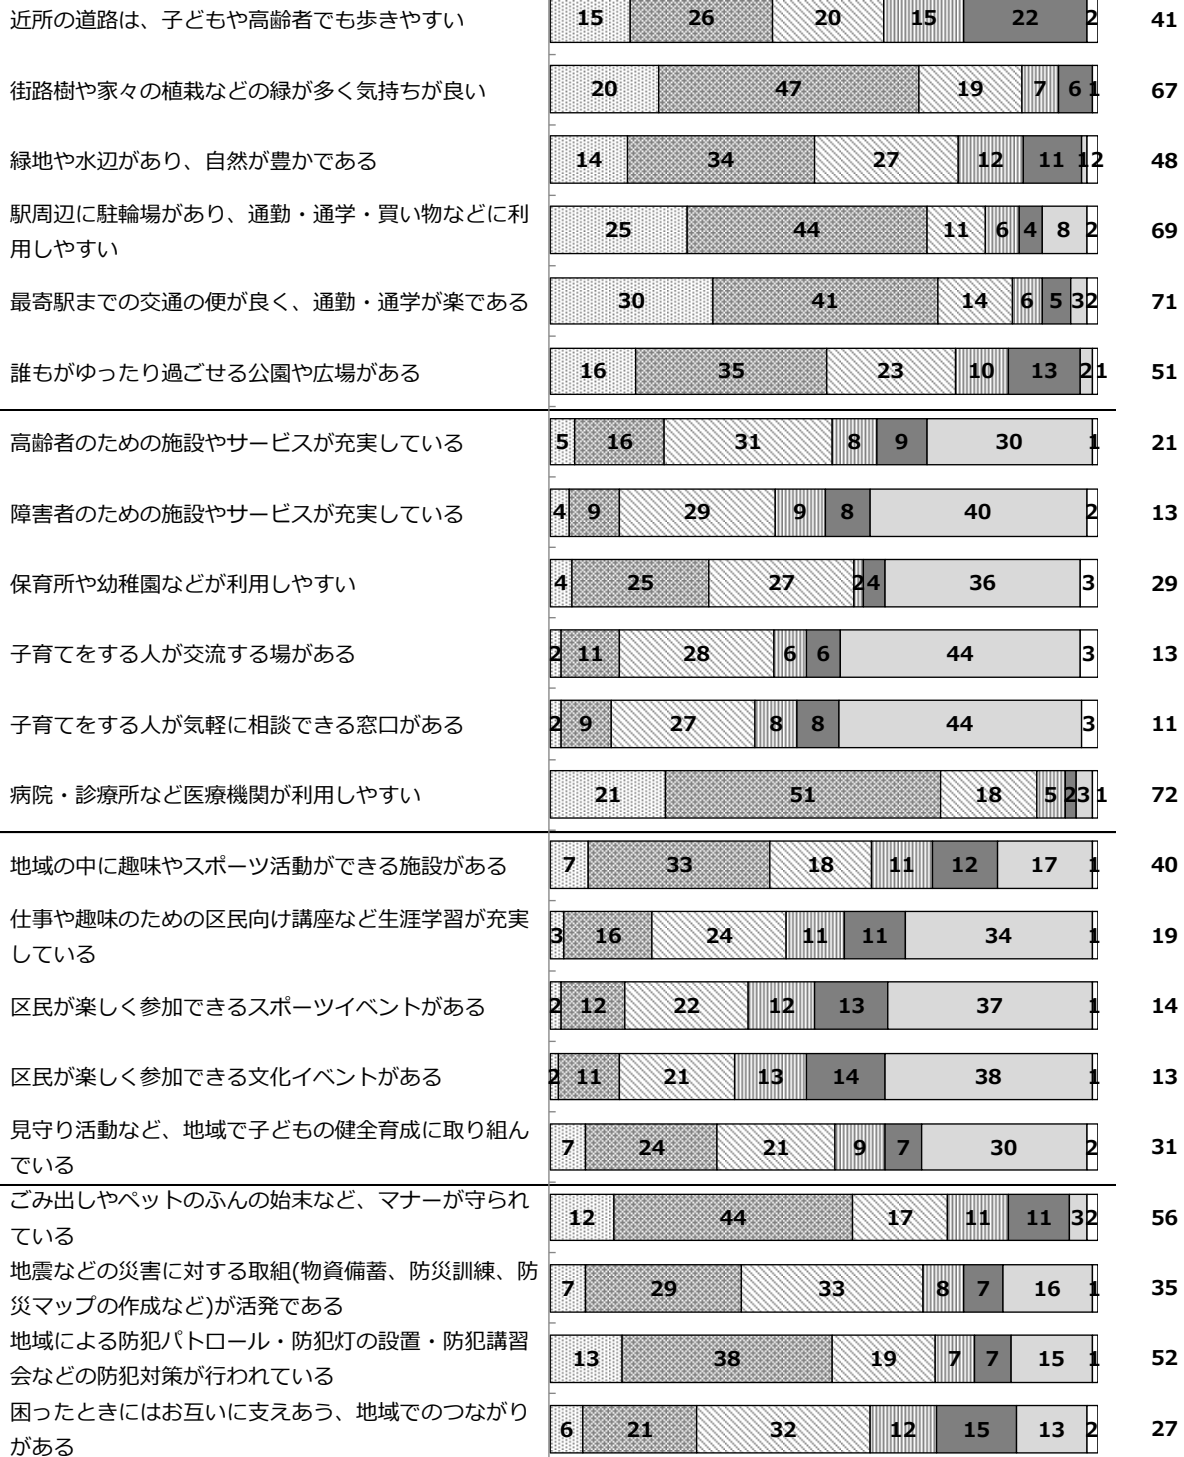 近所の道路は、子どもや高齢者でも歩きやすい 15 26 20 15 22 2 41
街路樹や家々の植栽などの緑が多く気持ちが良い 20 47 19 7 6 1 67
緑地や水辺があり、自然が豊かである 14 34 27 12 11 1 2 48
駅周辺に駐輪場があり、通勤・通学・買い物などに利
用しやすい 25 44 11 6 4 8 2 69
最寄駅までの交通の便が良く、通勤・通学が楽である 30 41 14 6 5 3 2 71
誰もがゆったり過ごせる公園や広場がある 16 35 23 10 13 2 1 51
高齢者のための施設やサービスが充実している 5 16 31 8 9 30 1 21
障害者のための施設やサービスが充実している 4 9 29 9 8 40 2 13
保育所や幼稚園などが利用しやすい 4 25 27 2 4 36 3 29
子育てをする人が交流する場がある 2 11 28 6 6 44 3 13
子育てをする人が気軽に相談できる窓口がある 2 9 27 8 8 44 3 11
病院・診療所など医療機関が利用しやすい 21 51 18 5 2 3 1 72
地域の中に趣味やスポーツ活動ができる施設がある 7 33 18 11 12 17 1 40
仕事や趣味のための区民向け講座など生涯学習が充実
している 3 16 24 11 11 34 1 19
区民が楽しく参加できるスポーツイベントがある 2 12 22 12 13 37 1 14
区民が楽しく参加できる文化イベントがある 2 11 21 13 14 38 1 13
見守り活動など、地域で子どもの健全育成に取り組ん
でいる 7 24 21 9 7 30 2 31
ごみ出しやペットのふんの始末など、マナーが守られ
ている 12 44 17 11 11 3 2 56
地震などの災害に対する取組(物資備蓄、防災訓練、防
災マップの作成など)が活発である 7 29 33 8 7 16 1 35
地域による防犯パトロール・防犯灯の設置・防犯講習
会などの防犯対策が行われている 13 38 19 7 7 15 1 52
困ったときにはお互いに支えあう、地域でのつながり
がある 6 21 32 12 15 13 2 27